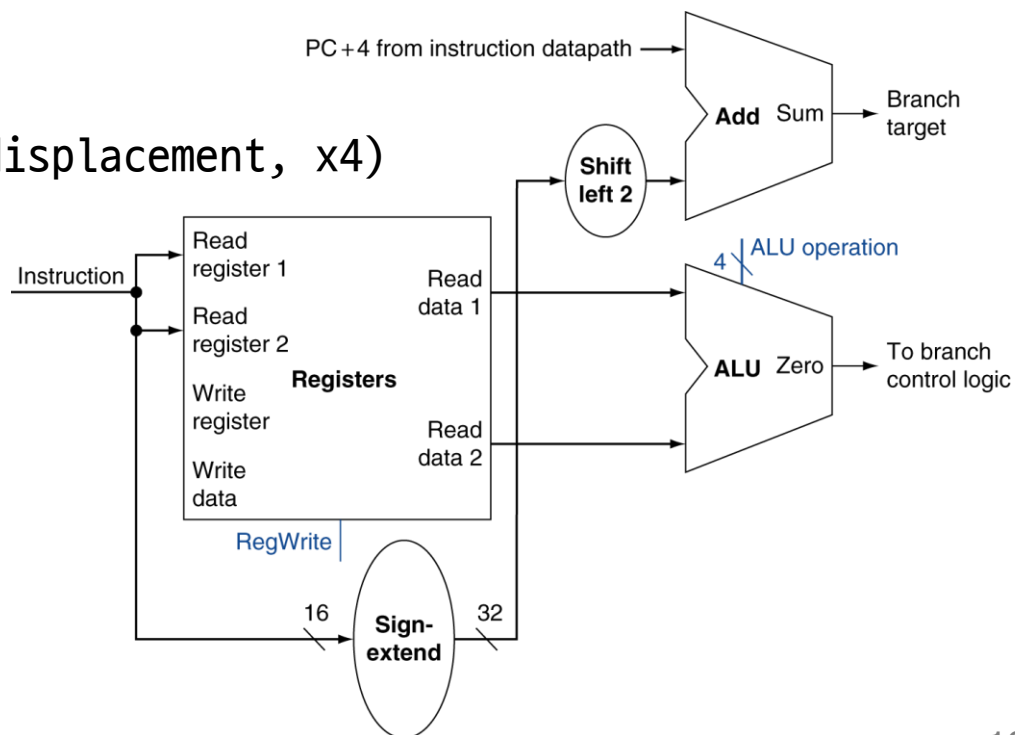 PC+4 from instruction datapath
Add Sum
Branch
target
displacement, x4)
Shift
left 2
Read
register 1
Instruction
Read
data 1
4
ALU operation
Read
register 2
Registers
ALU Zero
To branch
control logic
Write
register
Read
data 2
Write
data
RegWrite
16
Sign-
extend
32